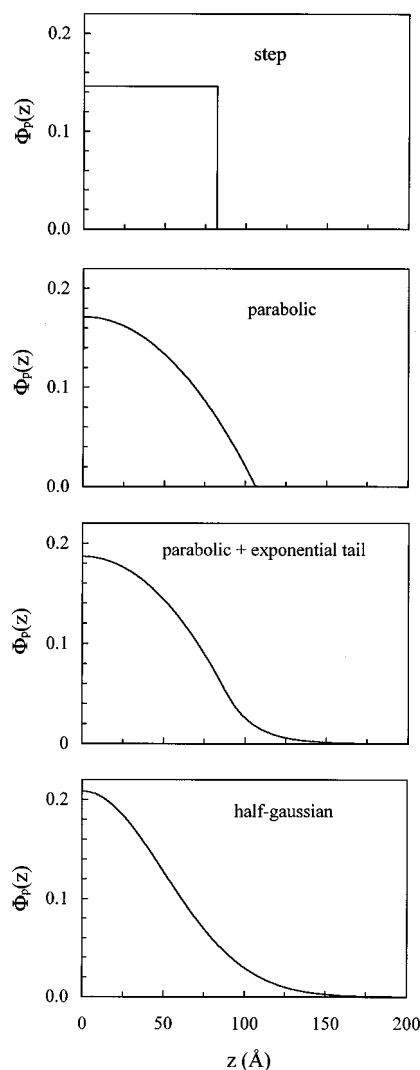 0.2
step
Φp(z)
0.1
0.0
0.2
parabolic
Φp(z)
0.1
0.0
0.2
parabolic + exponential tail
Φp(z)
0.1
0
0.2
half-gaussian
Φp(z)
0.1
0.0
0 50 100 150 200
z (Å)